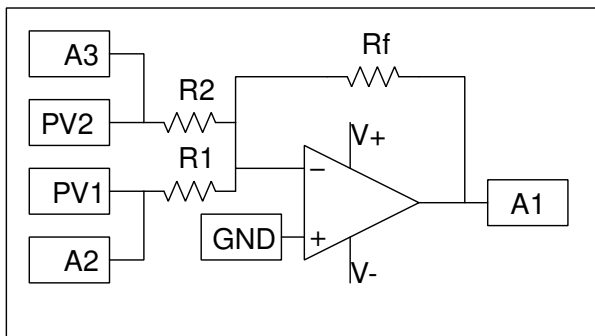 A3
Rf
R2
PV2
V+
R1
−
PV1
A1
GND
+
A2
V-